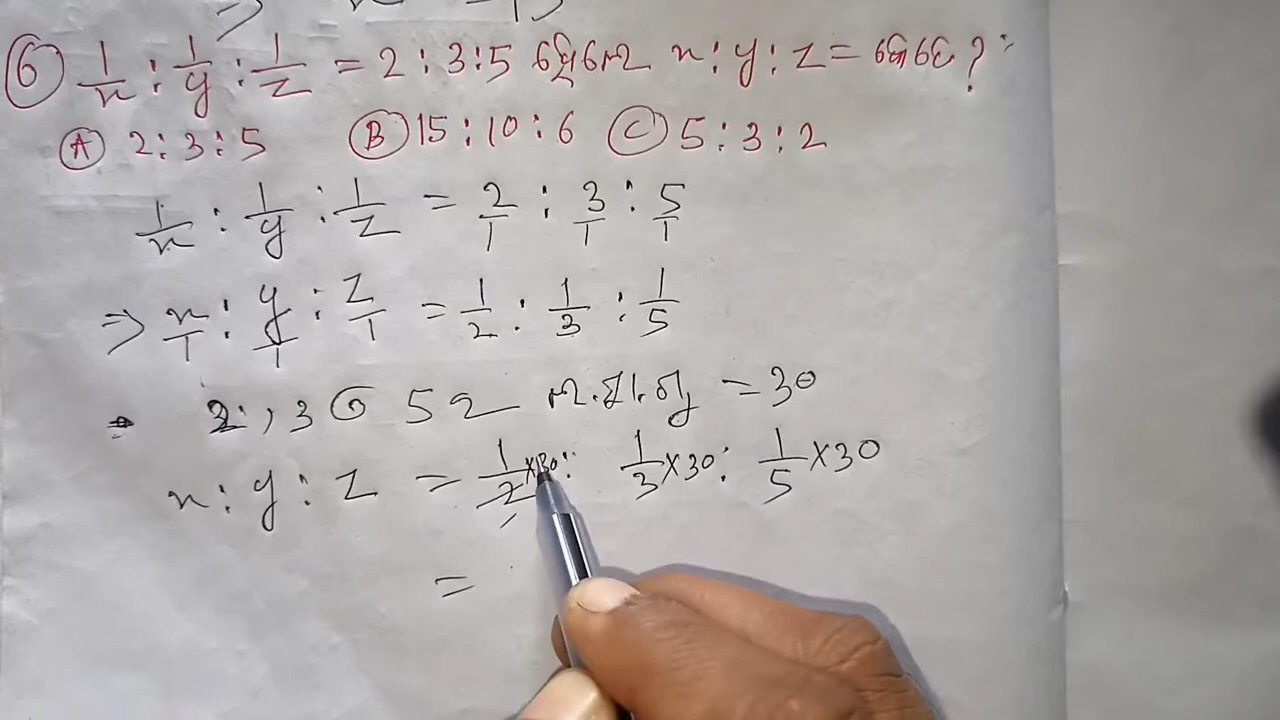 ⑥ 1/x : 1/y : 1/z = 2 : 3 : 5 ହେଲେ x : y : z = କେତେ ?
Ⓐ 2 : 3 : 5 Ⓑ 15 : 10 : 6 Ⓒ 5 : 3 : 2
1/x : 1/y : 1/z = 2/1 : 3/1 : 5/1
⇒ x/1 : y/1 : z/1 = 1/2 : 1/3 : 1/5
2, 3 ଓ 5 ର ଲ.ସା.ଗୁ = 30
x : y : z = 1/2 × 30 : 1/3 × 30 : 1/5 × 30
=